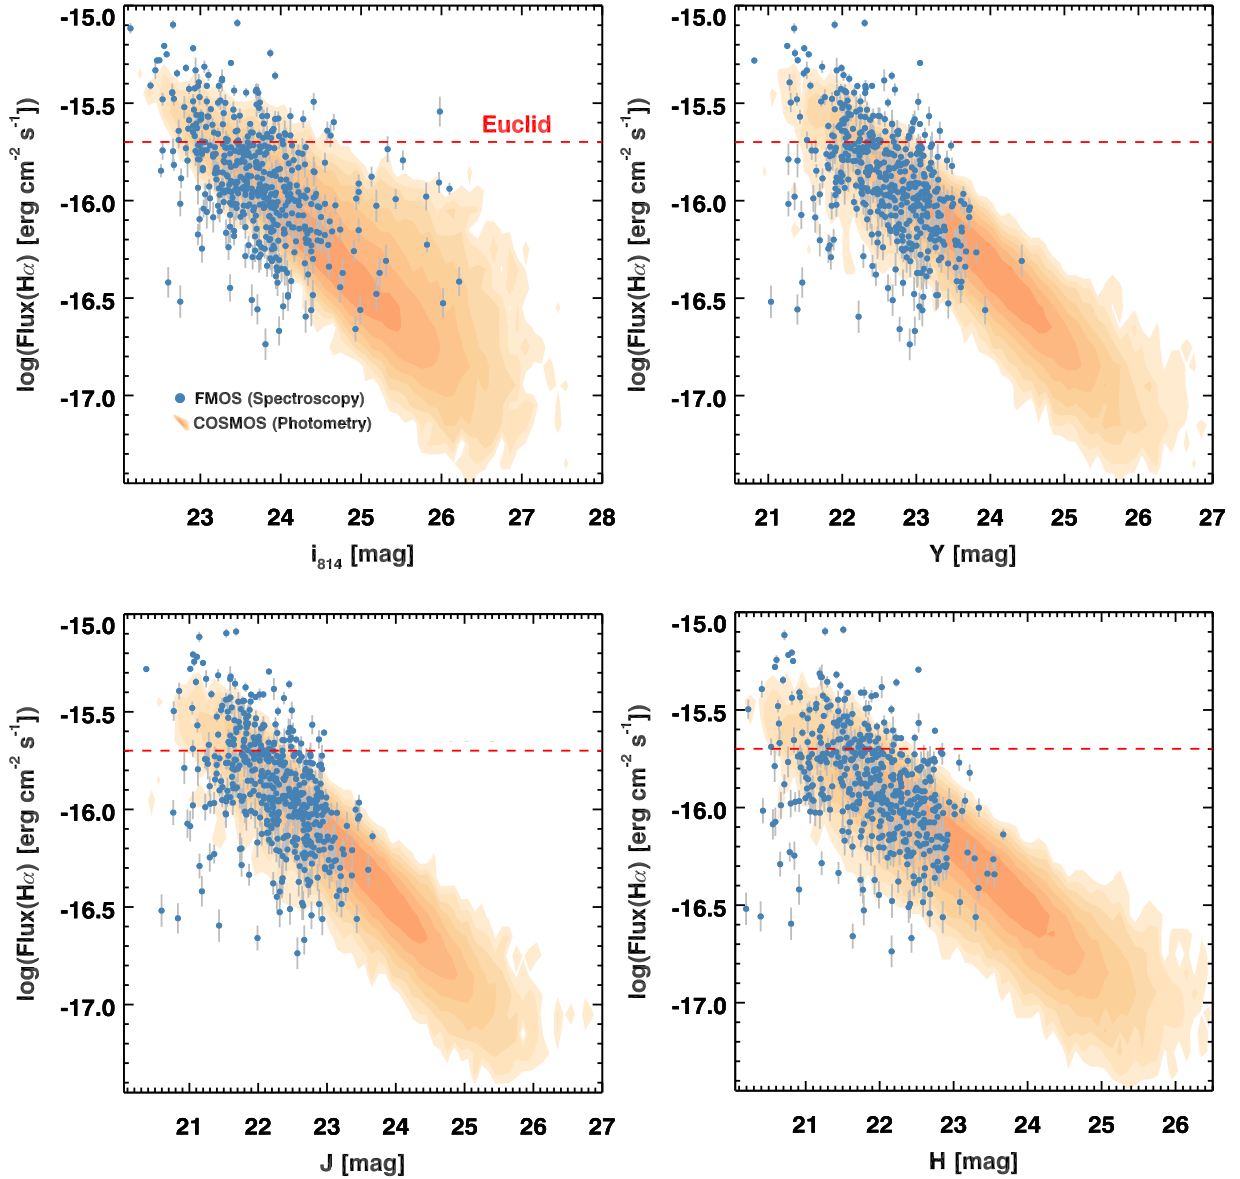 -15.0
-15.5
-16.0
-16.5
-17.0
log(Flux(Hα) [erg cm⁻² s⁻¹])
Euclid
FMOS (Spectroscopy)
COSMOS (Photometry)
23 24 25 26 27 28
i₈₁₄ [mag]
-15.0
-15.5
-16.0
-16.5
-17.0
log(Flux(Hα) [erg cm⁻² s⁻¹])
21 22 23 24 25 26 27
Y [mag]
-15.0
-15.5
-16.0
-16.5
-17.0
log(Flux(Hα) [erg cm⁻² s⁻¹])
21 22 23 24 25 26 27
J [mag]
-15.0
-15.5
-16.0
-16.5
-17.0
log(Flux(Hα) [erg cm⁻² s⁻¹])
21 22 23 24 25 26
H [mag]